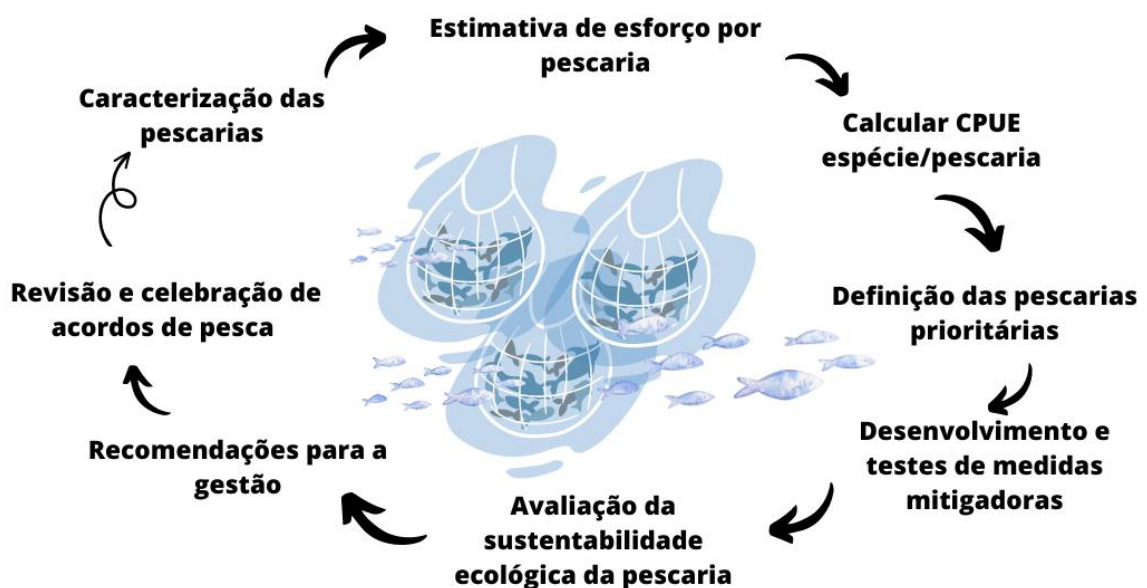 Estimativa de esforço por
pescaria
Calcular CPUE
espécie/pescaria
Definição das pescarias
prioritárias
Desenvolvimento e
testes de medidas
mitigadoras
Avaliação da
sustentabilidade
ecológica da pescaria
Recomendações para a
gestão
Revisão e celebração de
acordos de pesca
Caracterização das
pescarias